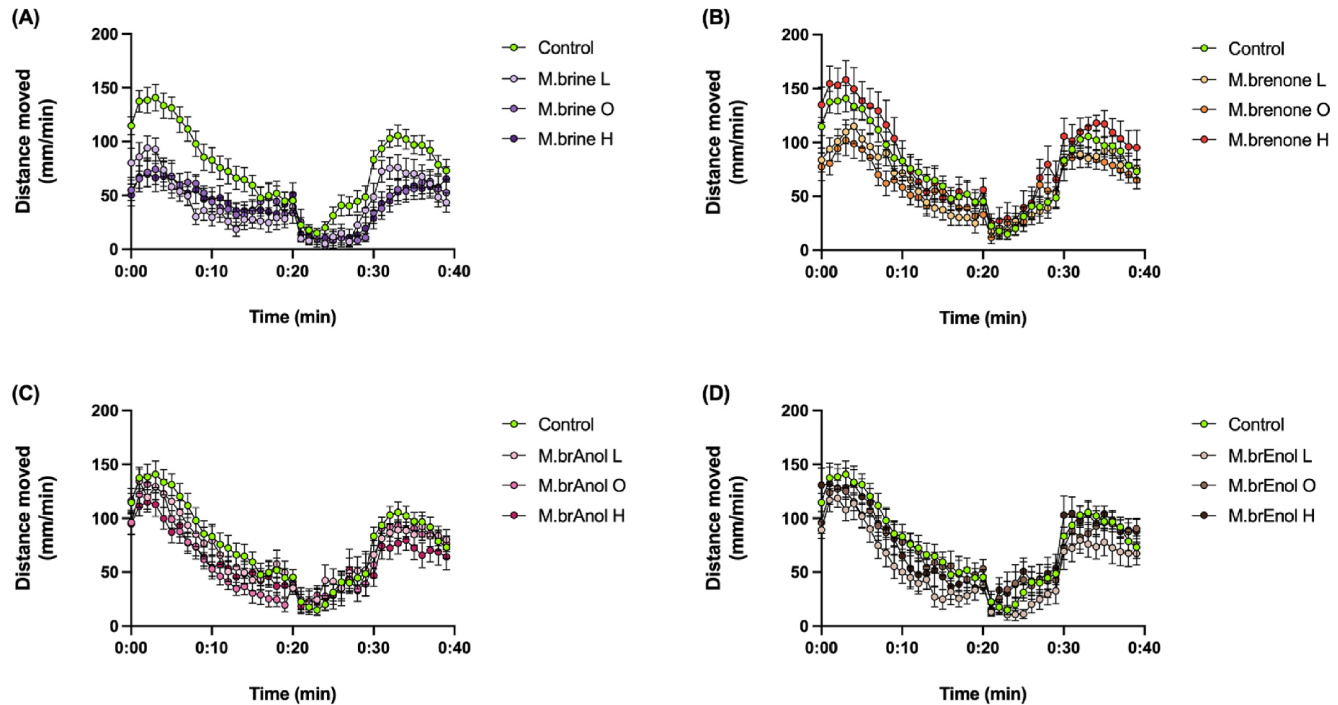 (A)
200
150
100
50
0
Distance moved
(mm/min)
0:00 0:10 0:20 0:30 0:40
Time (min)
Control
M.brine L
M.brine O
M.brine H
(B)
200
150
100
50
0
Distance moved
(mm/min)
0:00 0:10 0:20 0:30 0:40
Time (min)
Control
M.brenone L
M.brenone O
M.brenone H
(C)
200
150
100
50
0
Distance moved
(mm/min)
0:00 0:10 0:20 0:30 0:40
Time (min)
Control
M.brAnol L
M.brAnol O
M.brAnol H
(D)
200
150
100
50
0
Distance moved
(mm/min)
0:00 0:10 0:20 0:30 0:40
Time (min)
Control
M.brEnol L
M.brEnol O
M.brEnol H